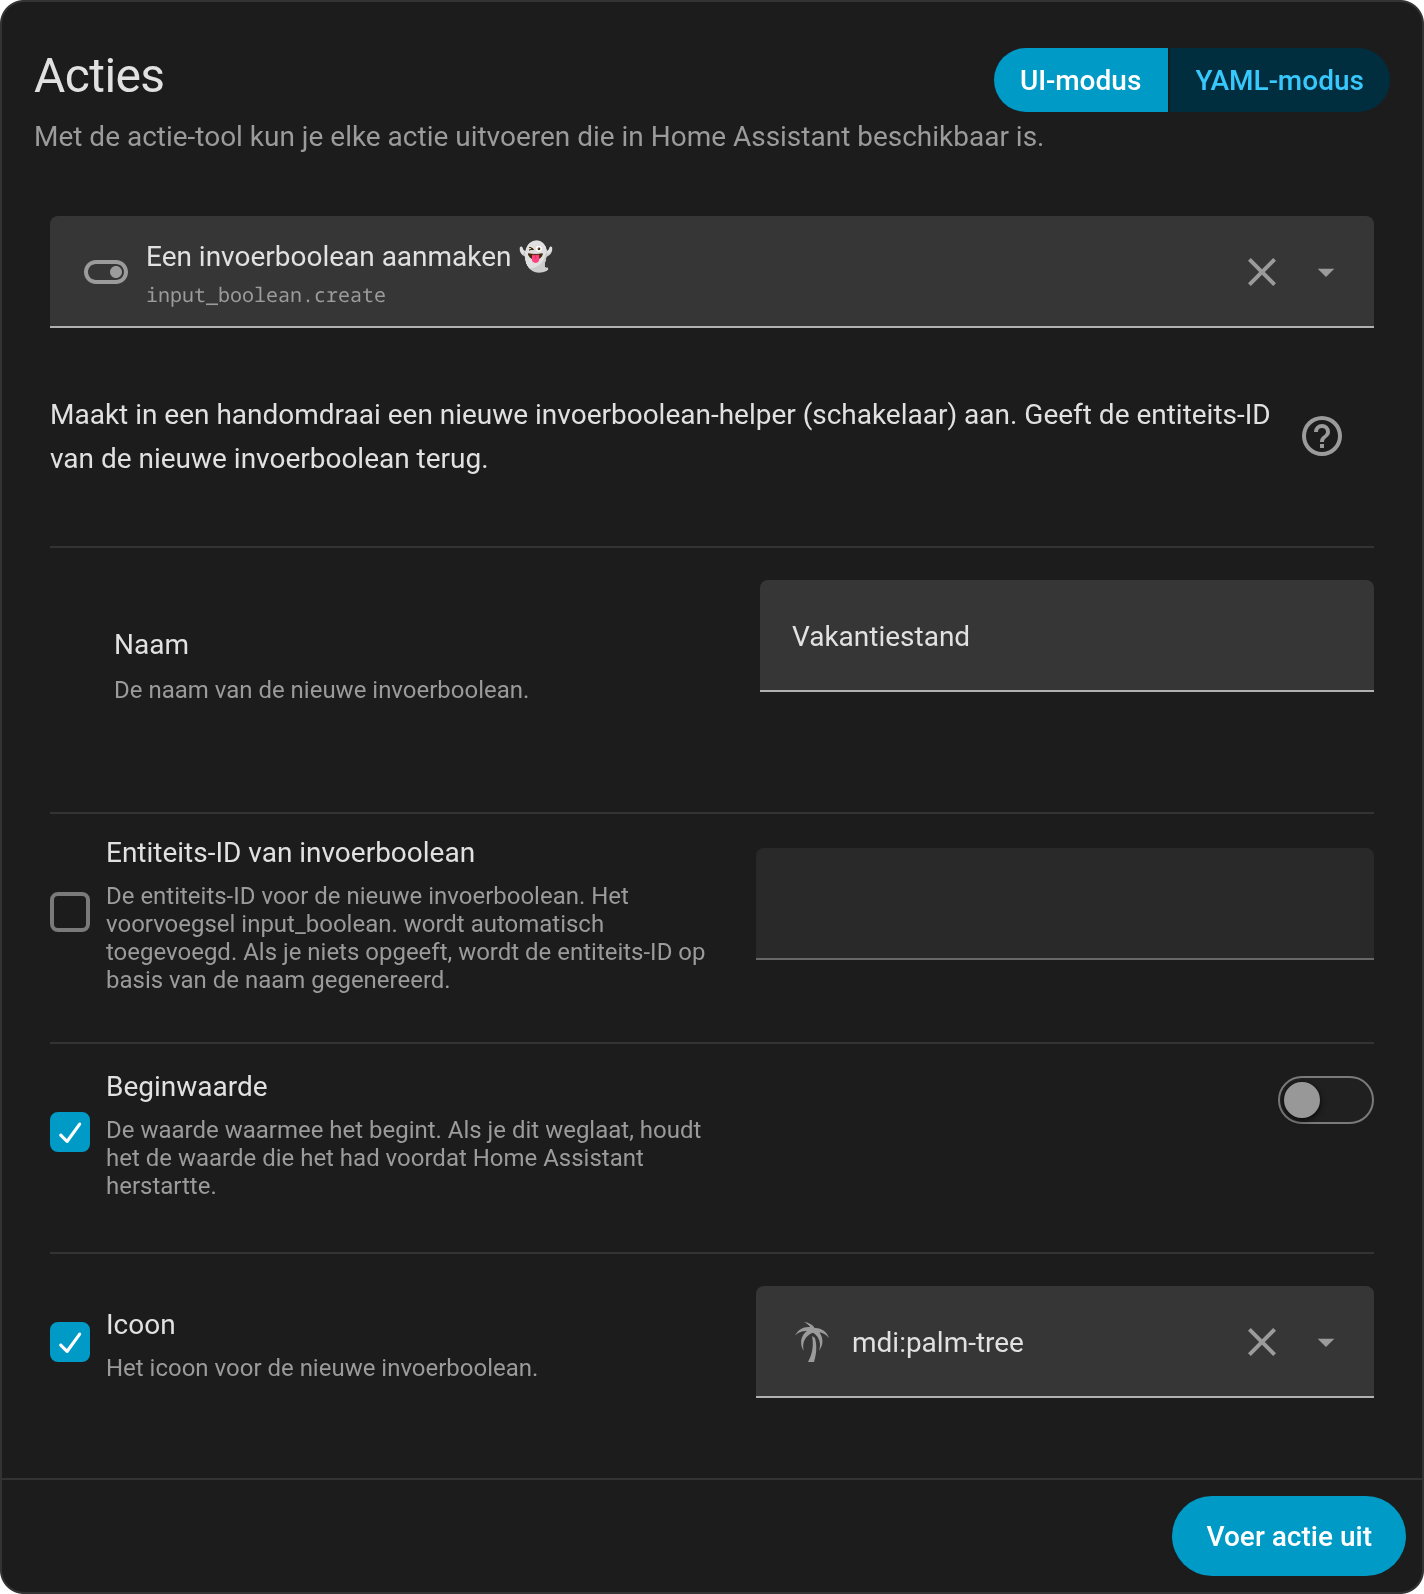 Acties
UI-modus
YAML-modus
Met de actie-tool kun je elke actie uitvoeren die in Home Assistant beschikbaar is.
Een invoerboolean aanmaken 👻
input_boolean.create
Maakt in een handomdraai een nieuwe invoerboolean-helper (schakelaar) aan. Geeft de entiteits-ID
van de nieuwe invoerboolean terug.
Naam
De naam van de nieuwe invoerboolean.
Vakantiestand
Entiteits-ID van invoerboolean
De entiteits-ID voor de nieuwe invoerboolean. Het
voorvoegsel input_boolean. wordt automatisch
toegevoegd. Als je niets opgeeft, wordt de entiteits-ID op
basis van de naam gegenereerd.
Beginwaarde
De waarde waarmee het begint. Als je dit weglaat, houdt
het de waarde die het had voordat Home Assistant
herstartte.
Icoon
Het icoon voor de nieuwe invoerboolean.
mdi:palm-tree
Voer actie uit